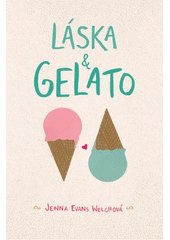 LÁSKA
&
GELATO
JENNA EVANS WELCHOVÁ